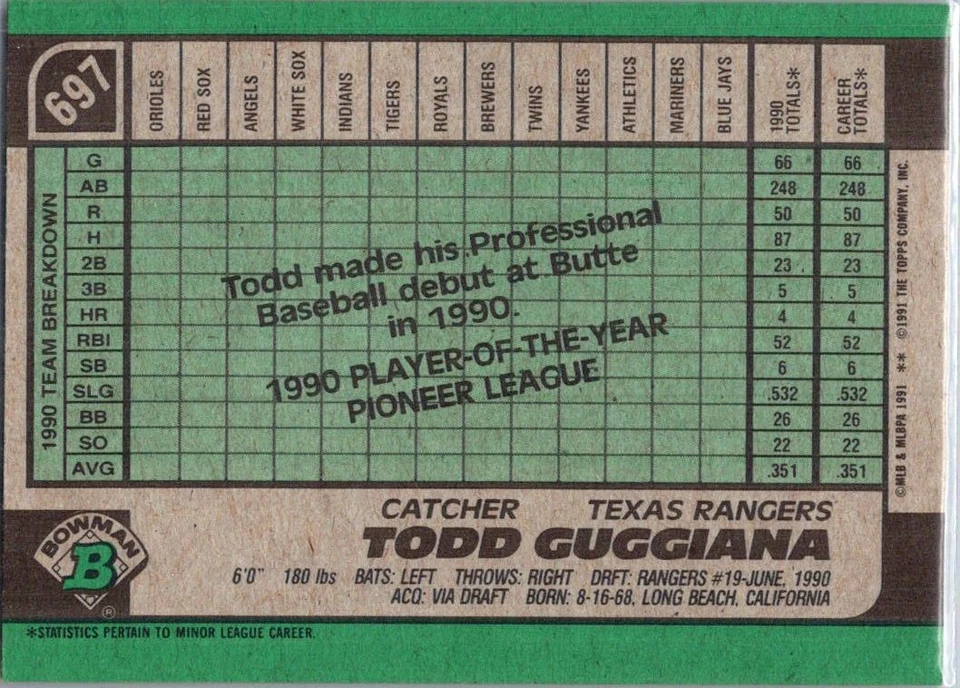 697
ORIOLES RED SOX ANGELS WHITE SOX INDIANS TIGERS ROYALS BREWERS TWINS YANKEES ATHLETICS MARINERS BLUE JAYS 1990 TOTALS* CAREER TOTALS*
1990 TEAM BREAKDOWN
G 66 66
AB 248 248
R 50 50
H 87 87
2B 23 23
3B 5 5
HR 4 4
RBI 52 52
SB 6 6
SLG .532 .532
BB 26 26
SO 22 22
AVG .351 .351
Todd made his Professional
Baseball debut at Butte
in 1990.
1990 PLAYER-OF-THE-YEAR
PIONEER LEAGUE
©MLB & MLBPA 1991 ** ©1991 THE TOPPS COMPANY, INC.
CATCHER TEXAS RANGERS
TODD GUGGIANA
6'0" 180 lbs BATS: LEFT THROWS: RIGHT DRFT: RANGERS #19-JUNE, 1990
ACQ: VIA DRAFT BORN: 8-16-68, LONG BEACH, CALIFORNIA
BOWMAN
B
®
*STATISTICS PERTAIN TO MINOR LEAGUE CAREER.